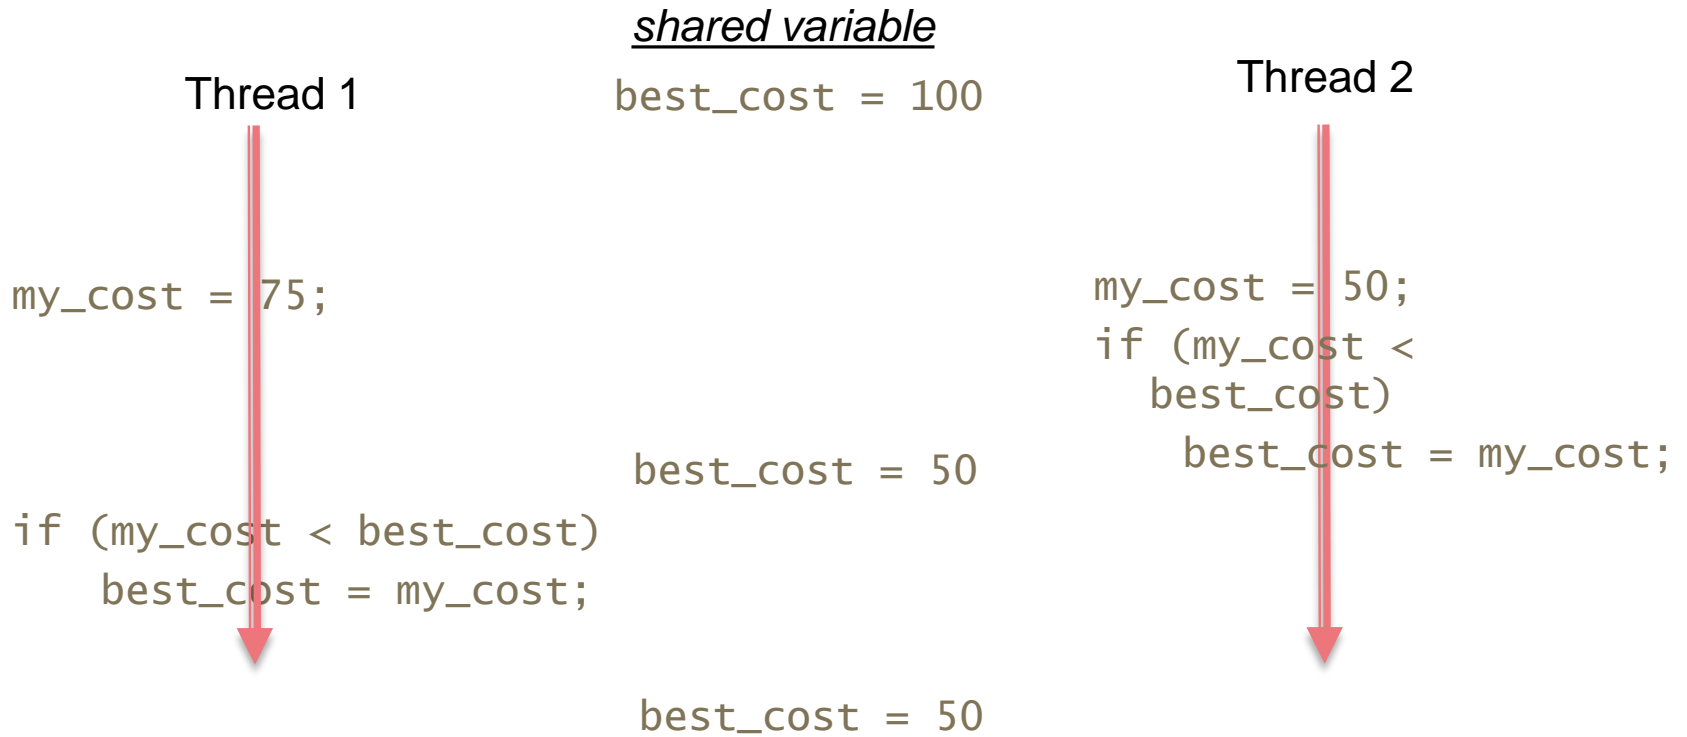 shared variable
Thread 1
best_cost = 100
Thread 2
my_cost = 75;
my_cost = 50;
if (my_cost <
best_cost)
best_cost = my_cost;
best_cost = 50
if (my_cost < best_cost)
best_cost = my_cost;
best_cost = 50